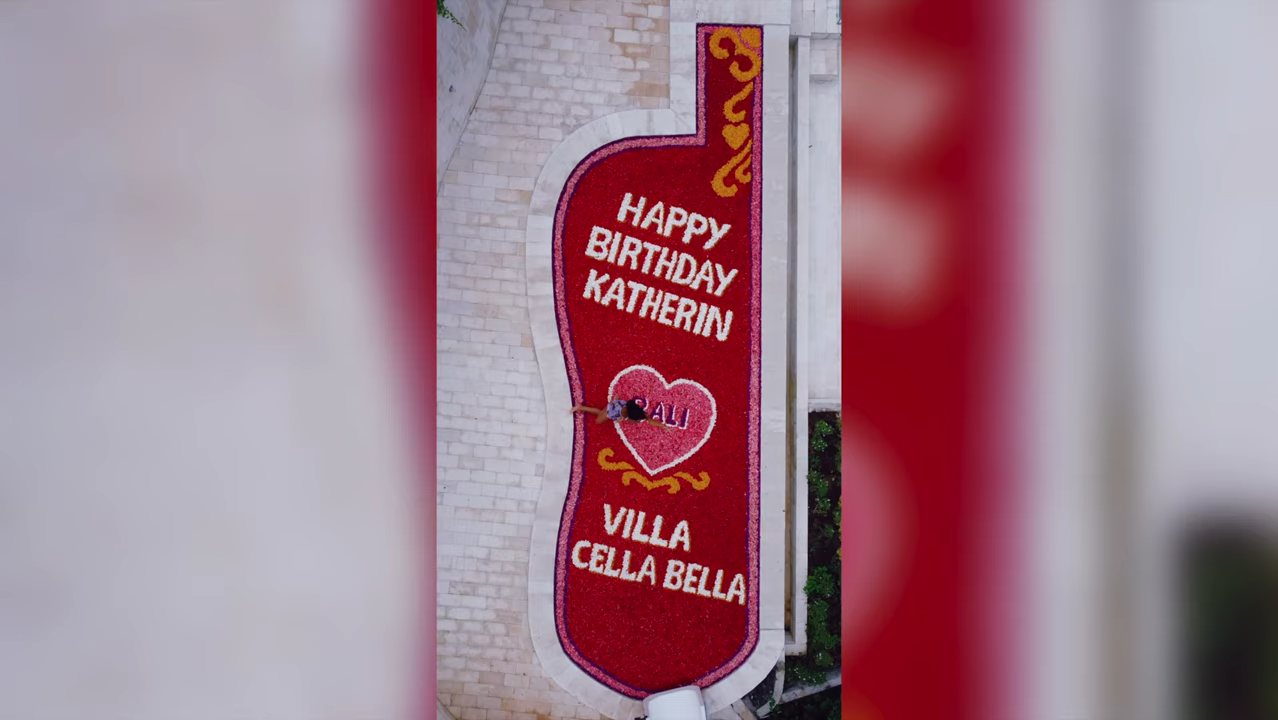 HAPPY
BIRTHDAY
KATHERIN
BALI
VILLA
CELLA BELLA